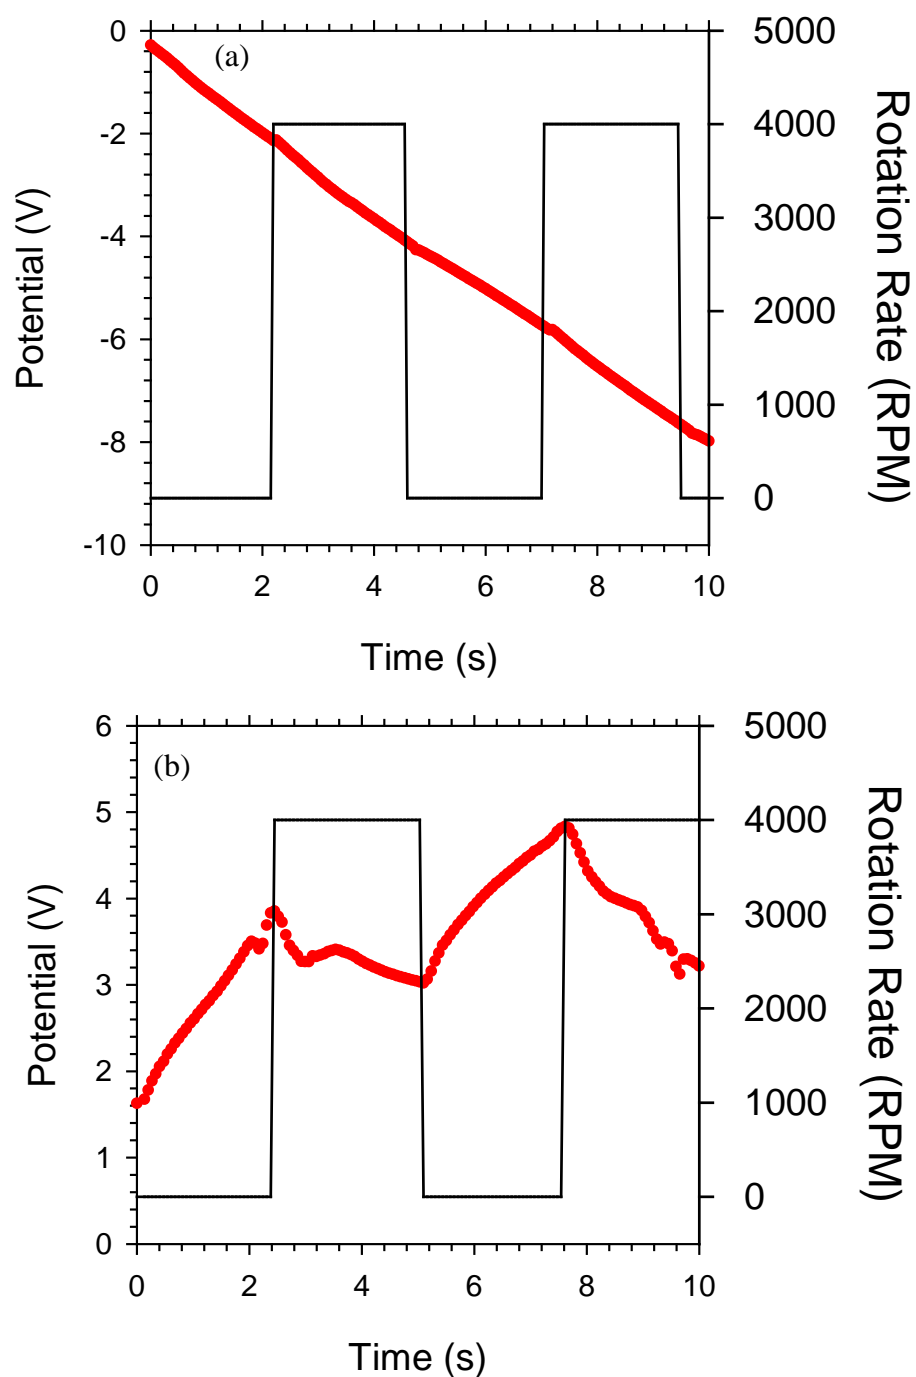 (a)
0
-2
-4
-6
-8
-10
Potential (V)
5000
4000
3000
2000
1000
0
Rotation Rate (RPM)
0 2 4 6 8 10
Time (s)
(b)
6
5
4
3
2
1
0
Potential (V)
5000
4000
3000
2000
1000
0
Rotation Rate (RPM)
0 2 4 6 8 10
Time (s)